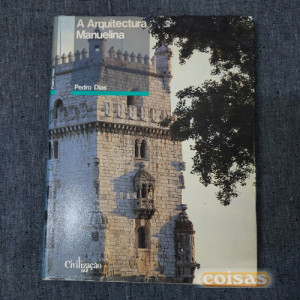 A Arquitectura
Manuelina
Pedro Dias
Civilização
coisas